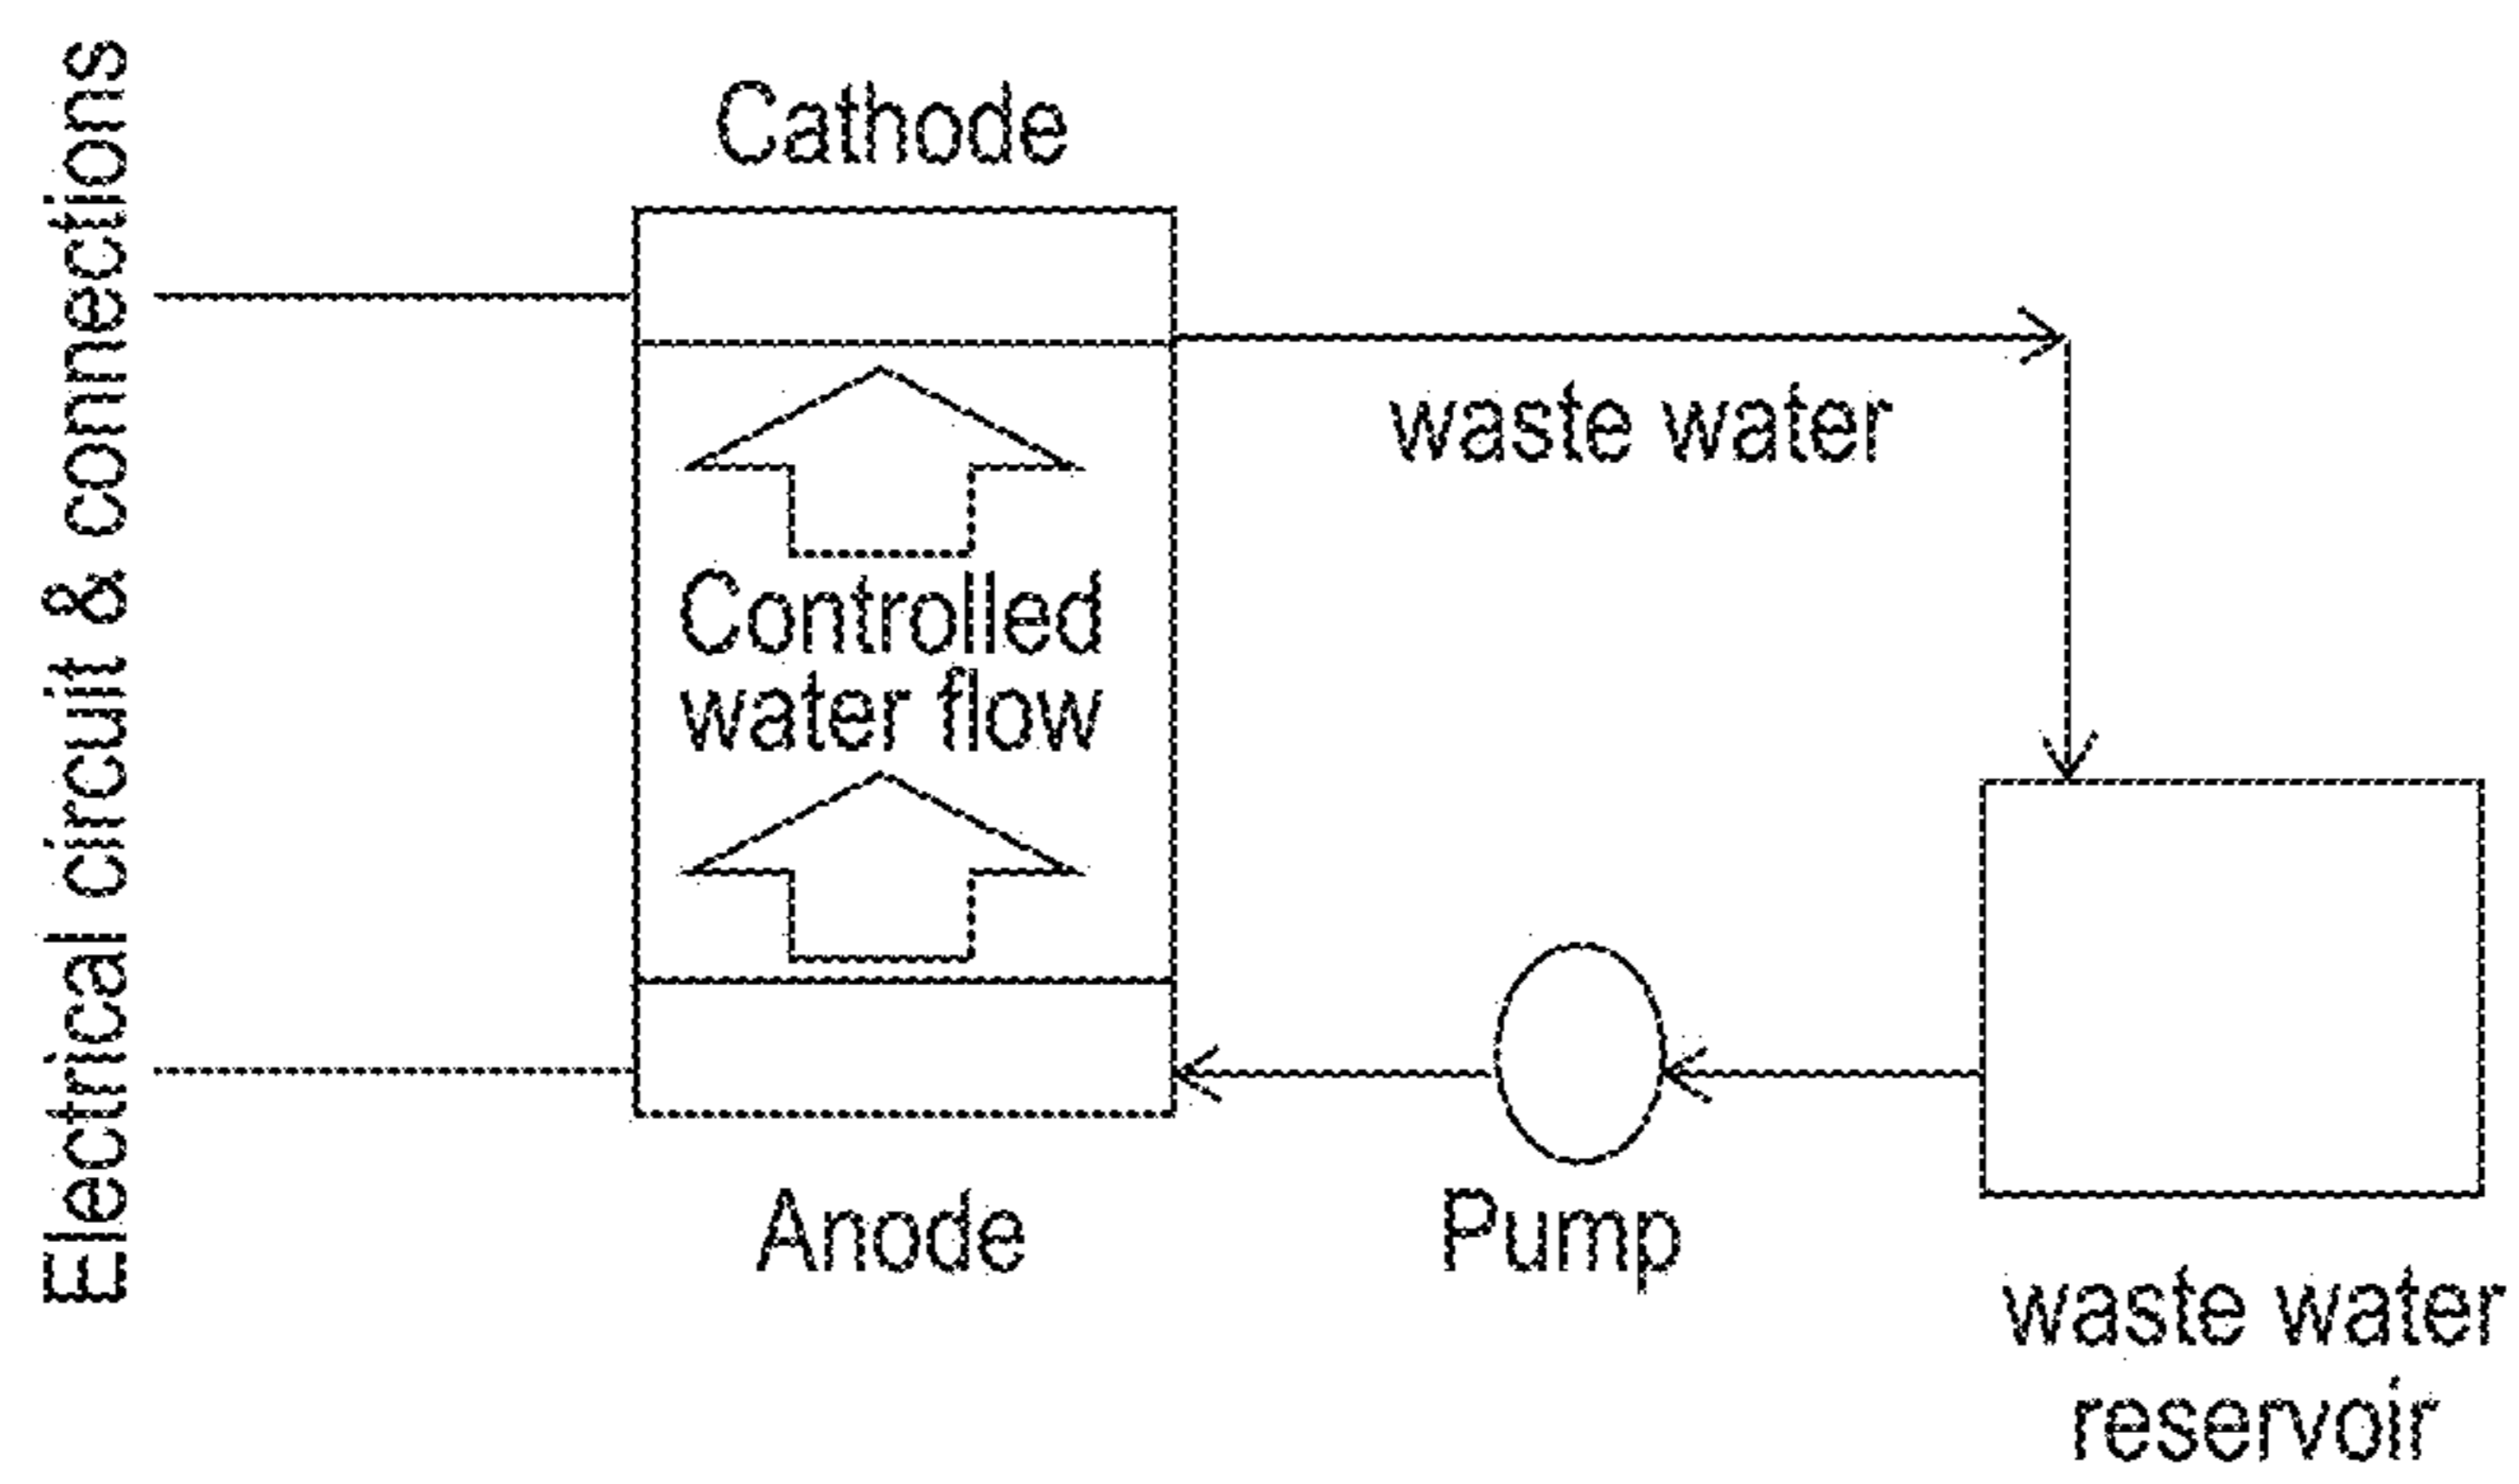 Electrical circuit & connections
Cathode
waste water
Controlled
water flow
Anode
Pump
waste water
reservoir